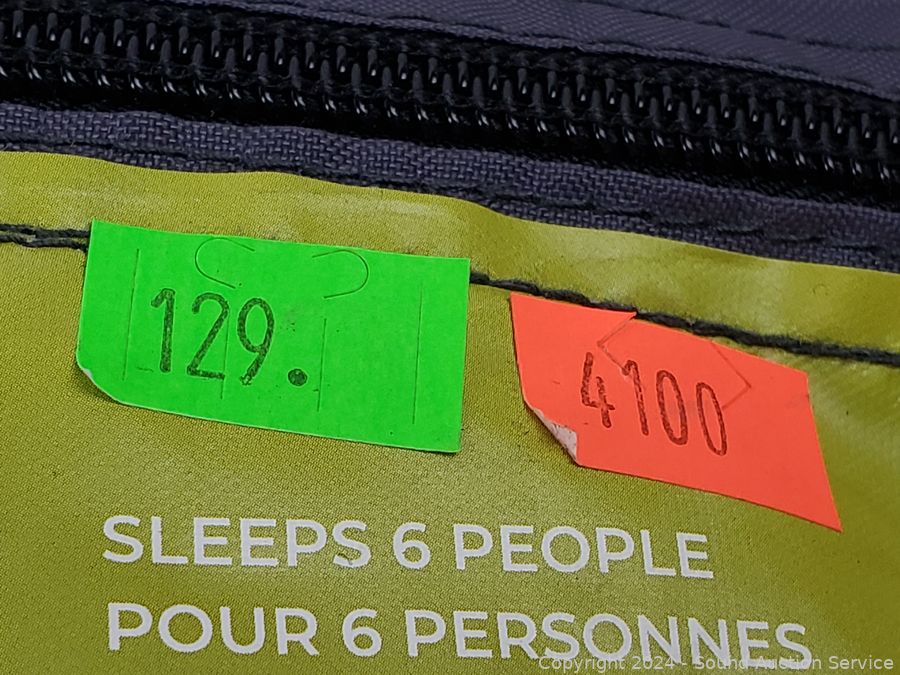 129.
4100
SLEEPS 6 PEOPLE
POUR 6 PERSONNES
Copyright 2024 - Sound Auction Service